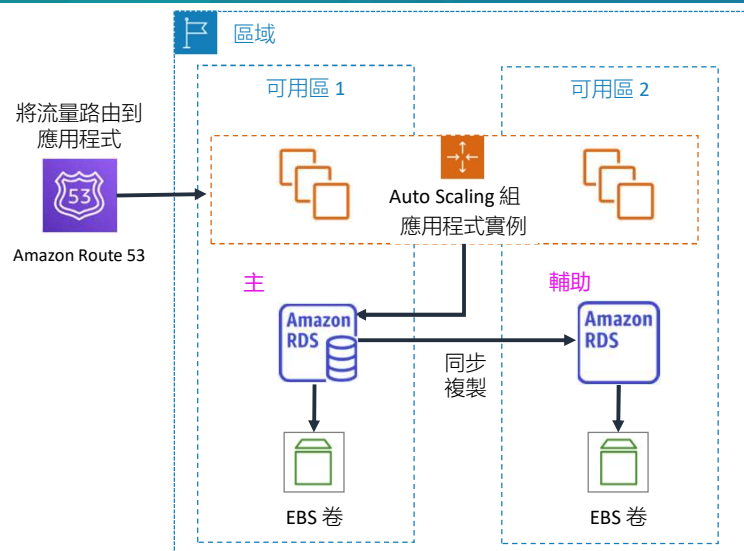 區域
可用區 1
可用區 2
將流量路由到
應用程式
53
Amazon Route 53
Auto Scaling 組
應用程式實例
主
輔助
Amazon
RDS
Amazon
RDS
同步
複製
EBS 卷
EBS 卷